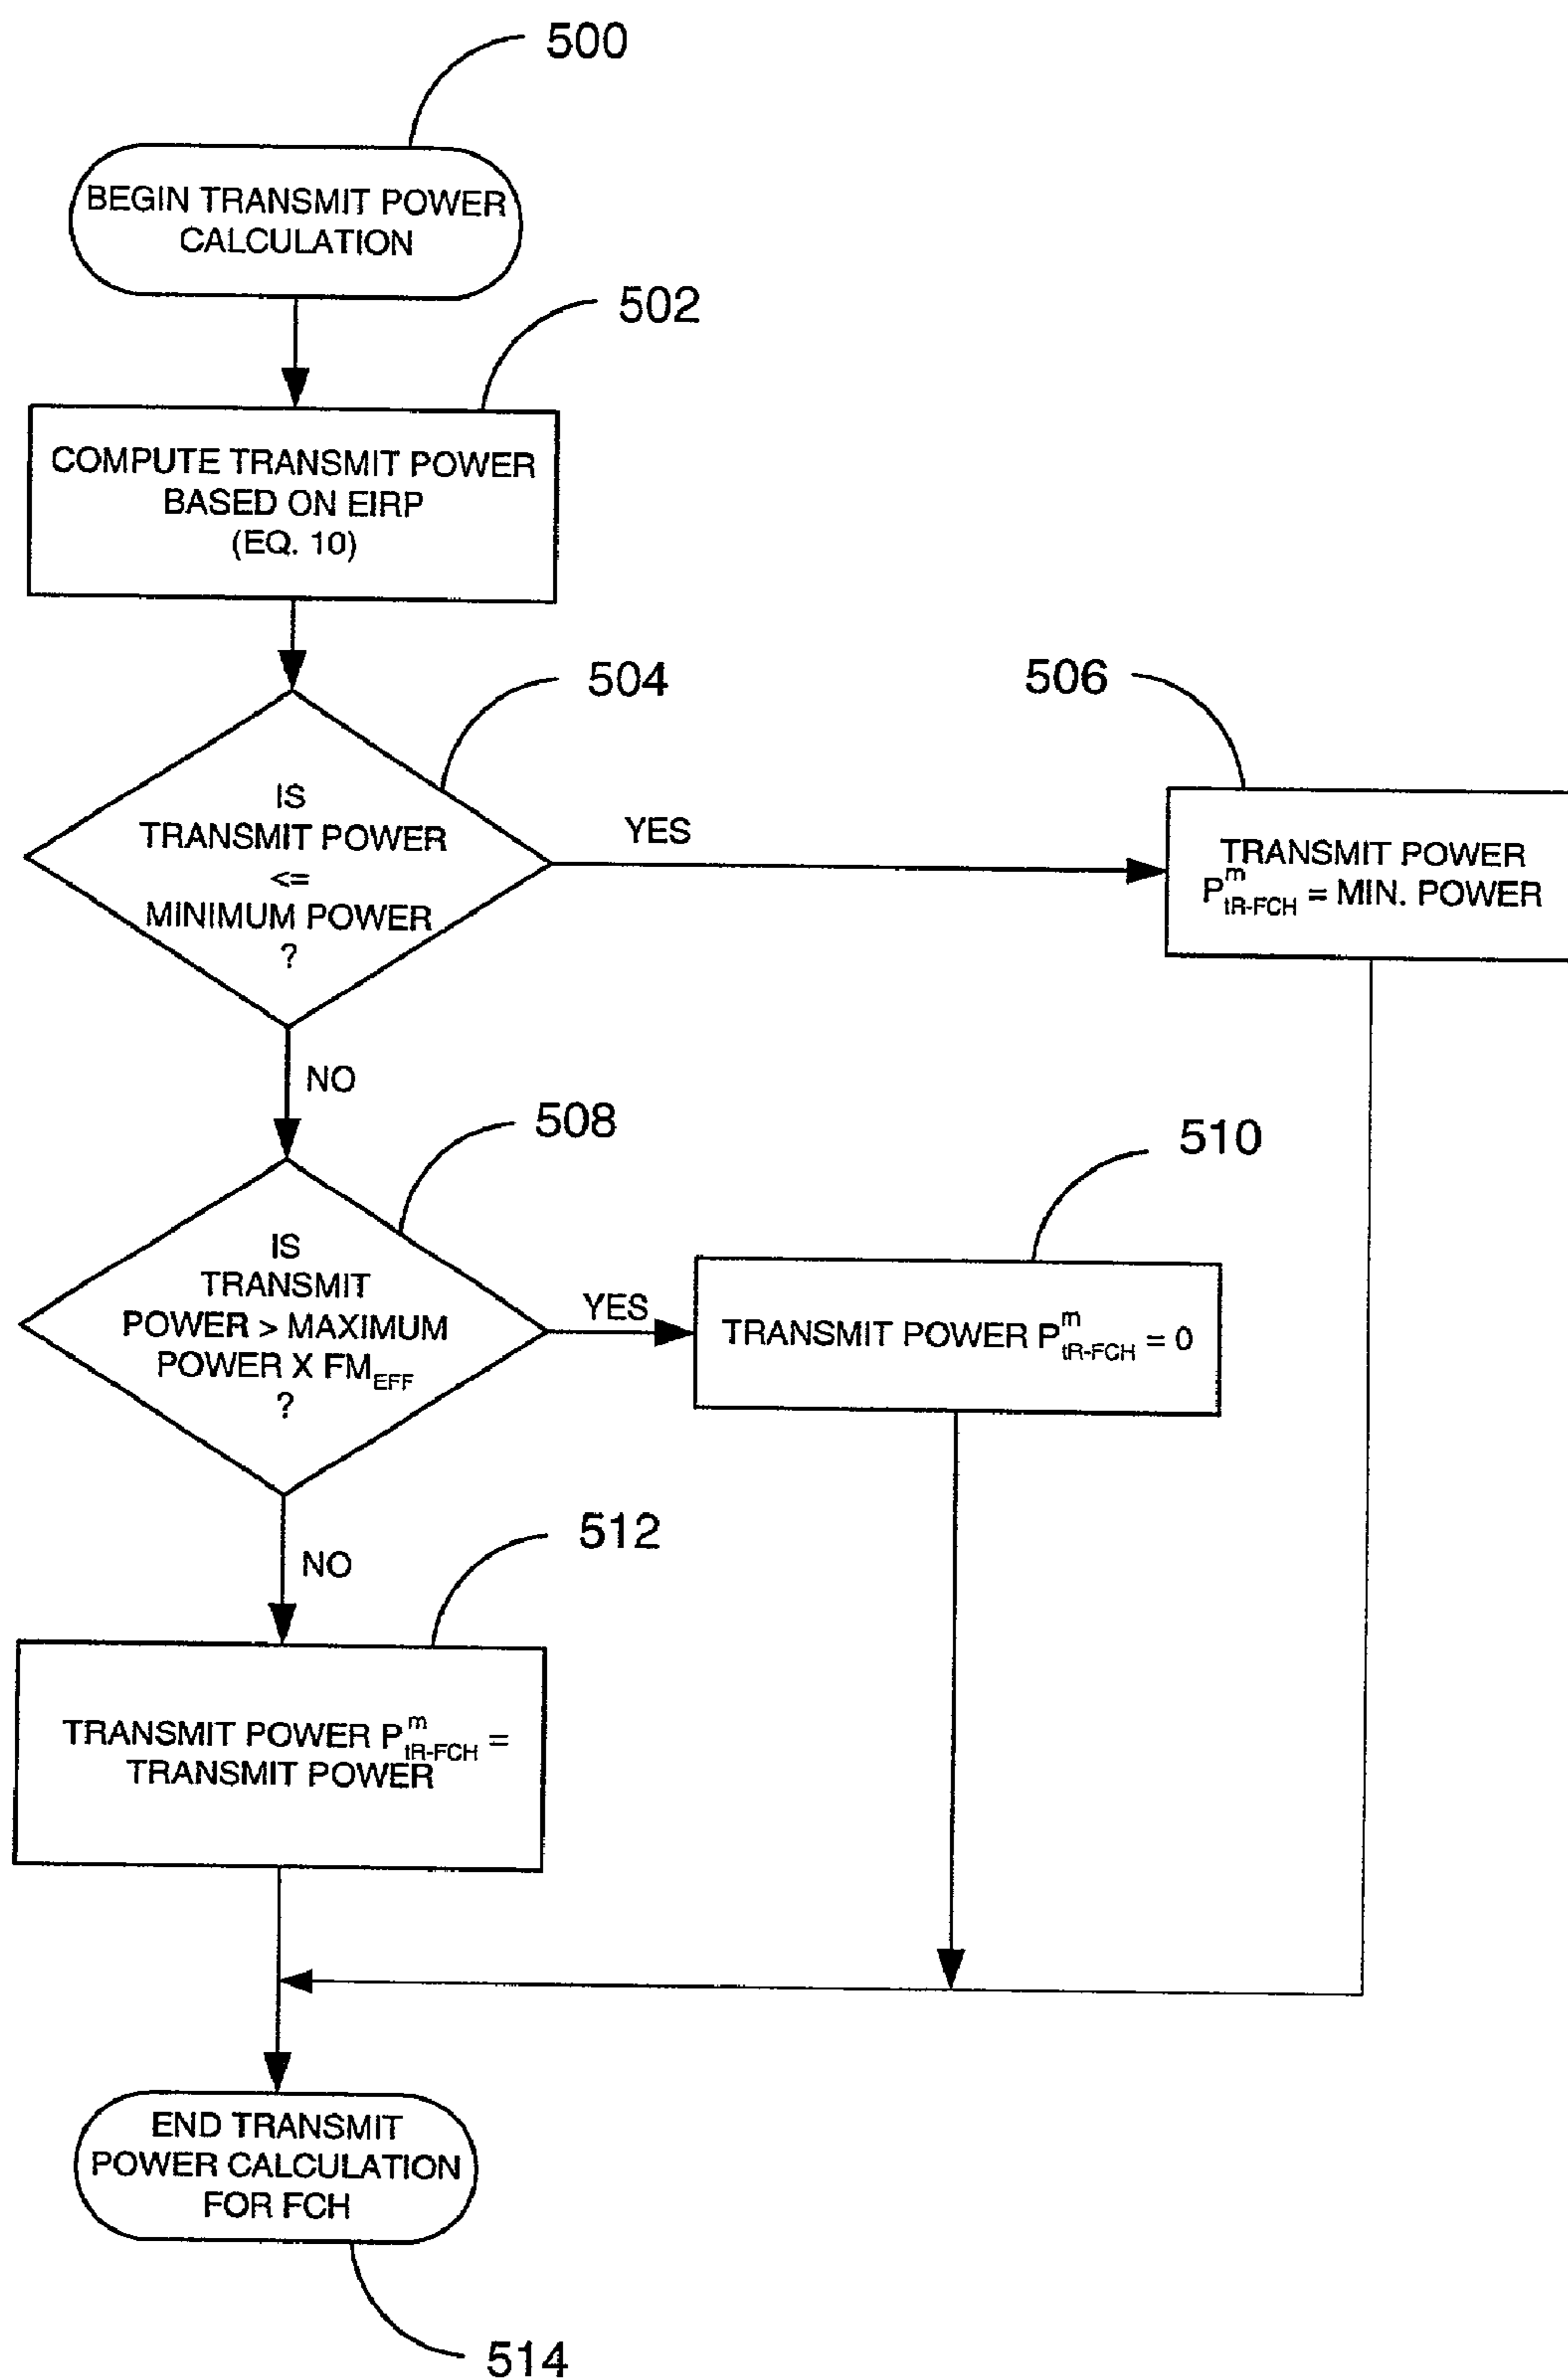 500
BEGIN TRANSMIT POWER
CALCULATION
502
COMPUTE TRANSMIT POWER
BASED ON EIRP
(EQ. 10)
504
IS
TRANSMIT POWER
<=
MINIMUM POWER
?
YES
506
TRANSMIT POWER
P^m_tR-FCH = MIN. POWER
NO
508
IS
TRANSMIT
POWER > MAXIMUM
POWER X FM_EFF
?
YES
510
TRANSMIT POWER P^m_tR-FCH = 0
NO
512
TRANSMIT POWER P^m_tR-FCH =
TRANSMIT POWER
END TRANSMIT
POWER CALCULATION
FOR FCH
514